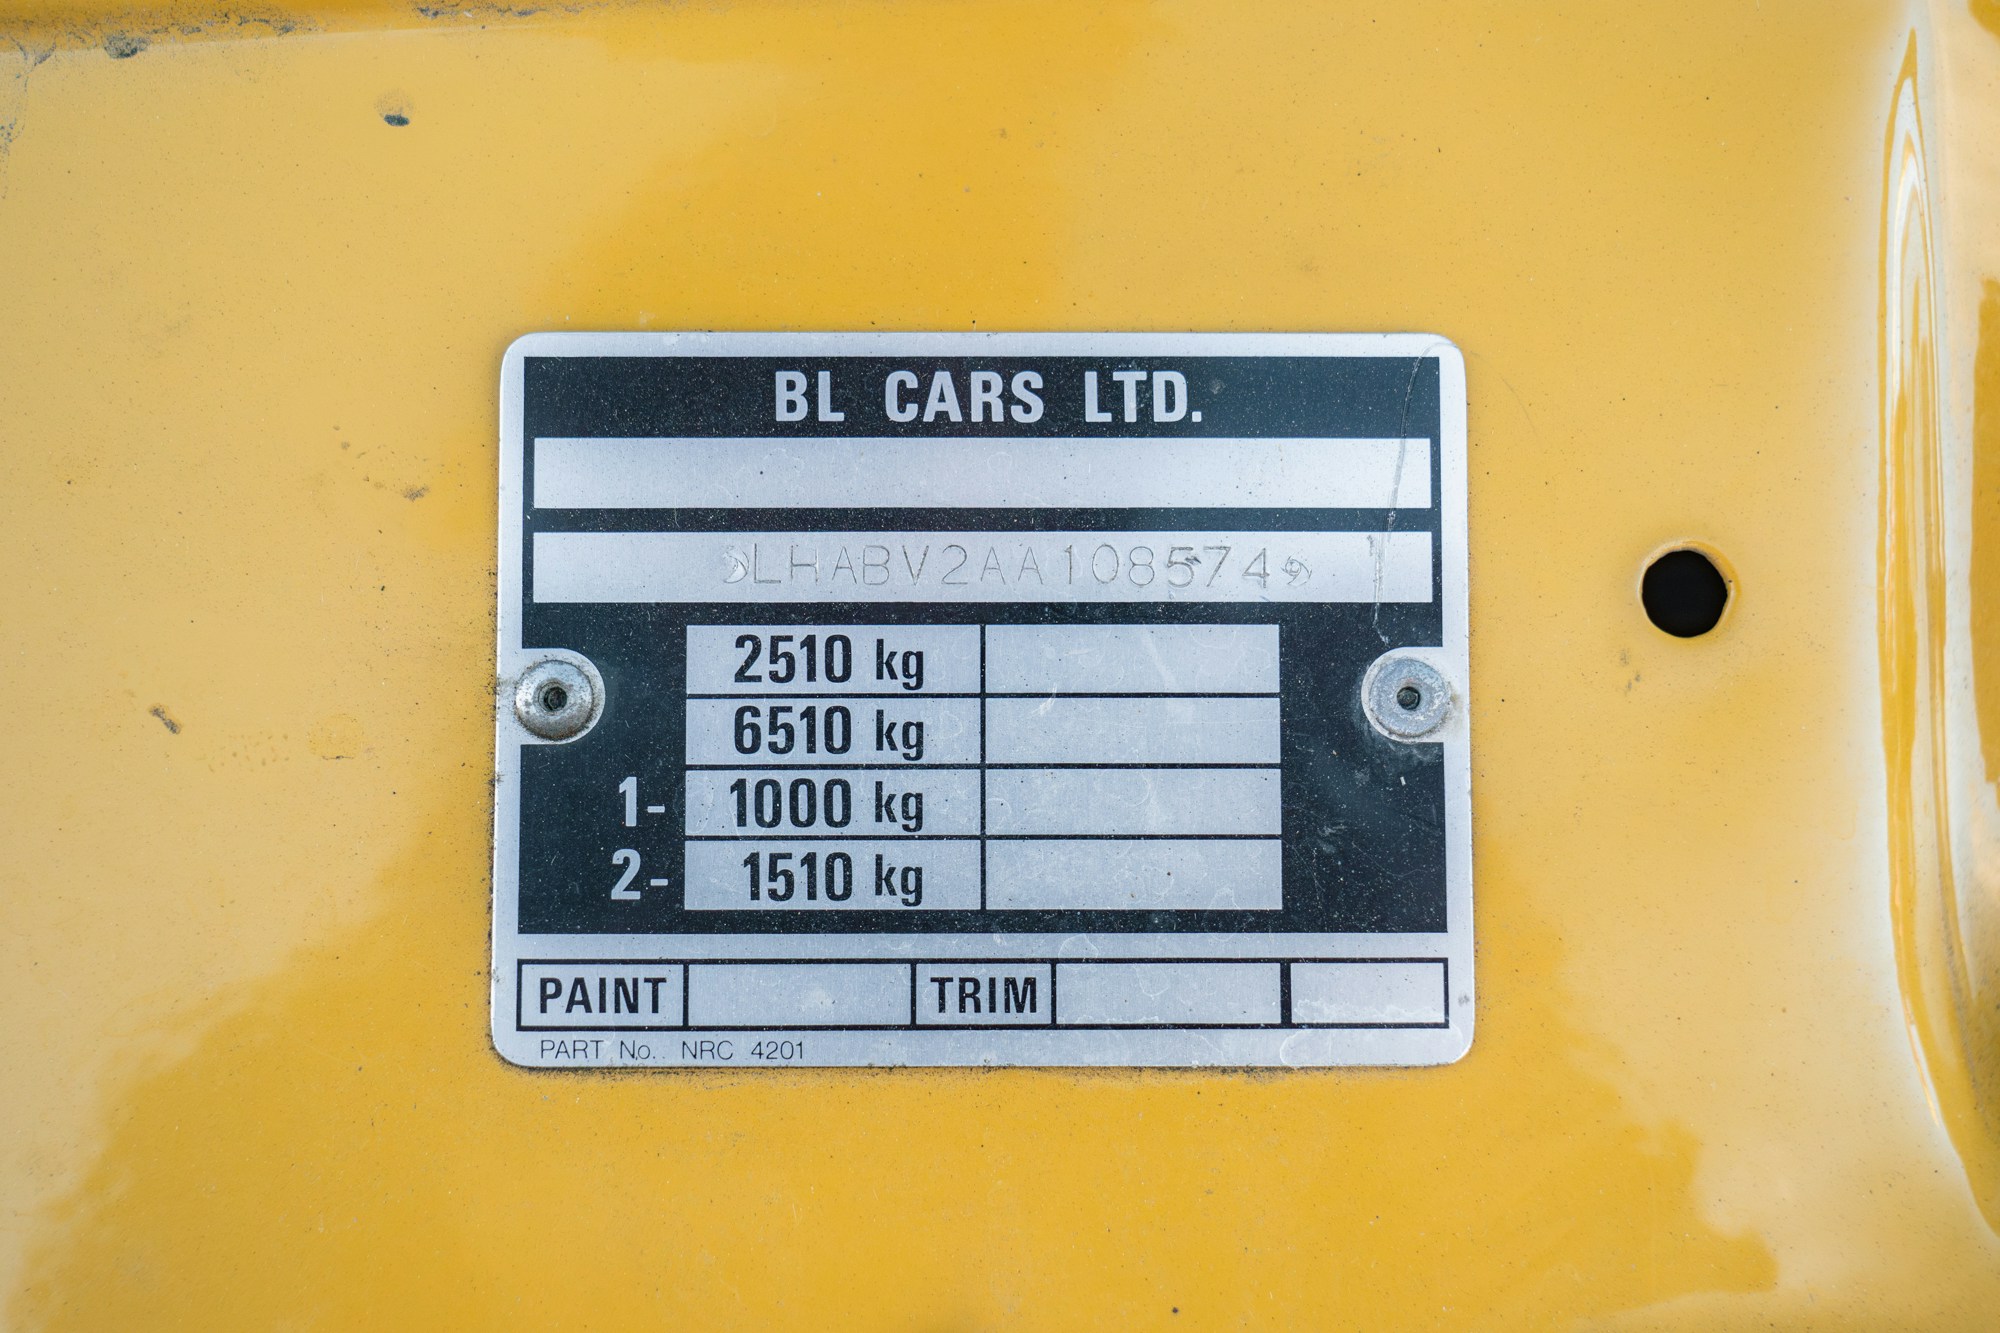 BL CARS LTD.
LHABV2AA108574
2510 kg
6510 kg
1- 1000 kg
2- 1510 kg
PAINT TRIM
PART No.. NRC 4201